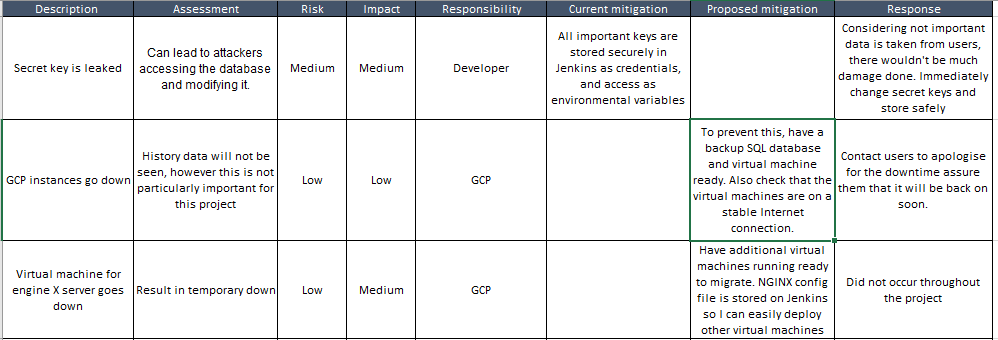 Description Assessment Risk Impact Responsibility Current mitigation Proposed mitigation Response
Secret key is leaked
Can lead to attackers
accessing the database
and modifying it.
Medium
Medium
Developer
All important keys are
stored securely in
Jenkins as credentials,
and access as
environmental variables
Considering not important
data is taken from users,
there wouldn't be much
damage done. Immediately
change secret keys and
store safely
GCP instances go down
History data will not be
seen, however this is not
particularly important for
this project
Low
Low
GCP
To prevent this, have a
backup SQL database
and virtual machine
ready. Also check that the
virtual machines are on a
stable Internet
connection.
Contact users to apologise
for the downtime assure
them that it will be back on
soon.
Virtual machine for
engine X server goes
down
Result in temporary down
Low
Medium
GCP
Have additional virtual
machines running ready
to migrate. NGINX config
file is stored on Jenkins
so I can easily deploy
other virtual machines
Did not occur throughout
the project